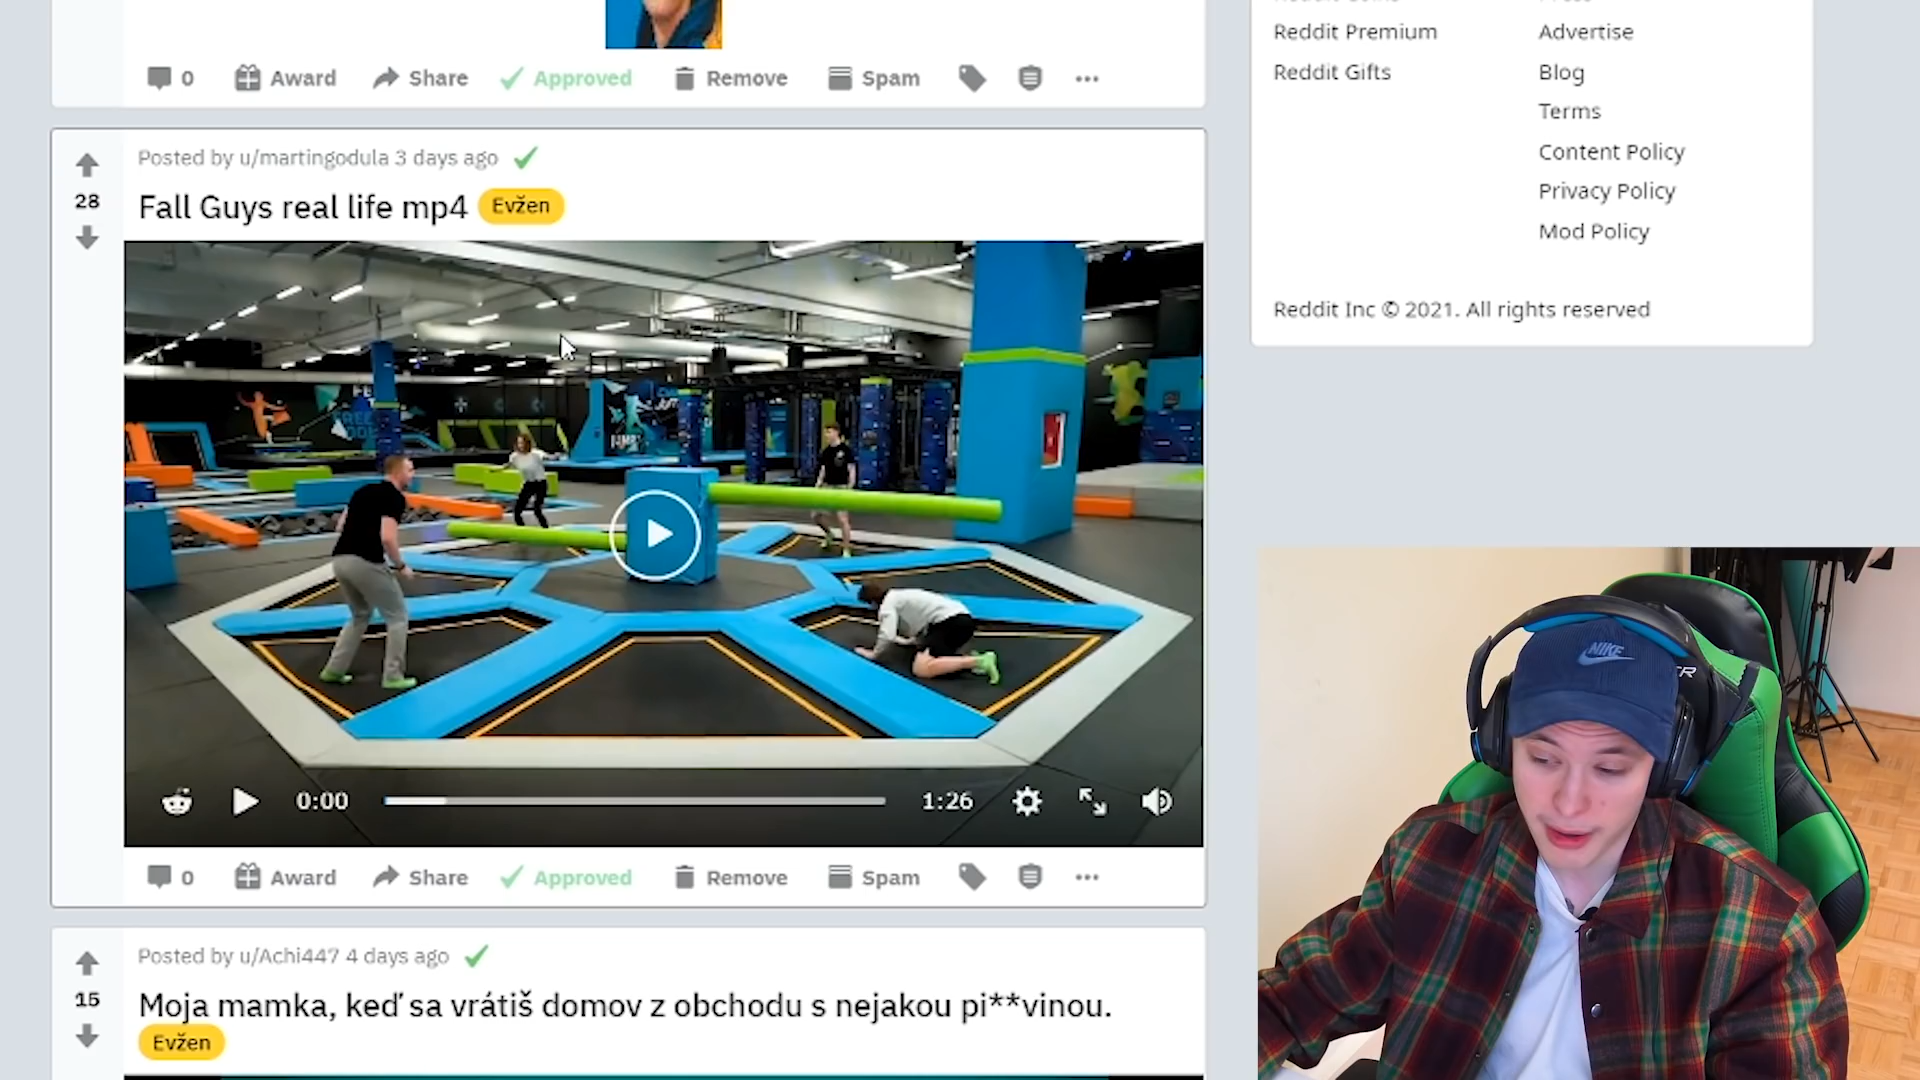 0 Award Share Approved Remove Spam
Posted by u/martingodula 3 days ago
28
Fall Guys real life mp4 Evžen
0:00 1:26
0 Award Share Approved Remove Spam
Posted by u/Achi447 4 days ago
15
Moja mamka, keď sa vrátiš domov z obchodu s nejakou pi**vinou.
Evžen
Reddit Premium
Reddit Gifts
Advertise
Blog
Terms
Content Policy
Privacy Policy
Mod Policy
Reddit Inc © 2021. All rights reserved
NIKE